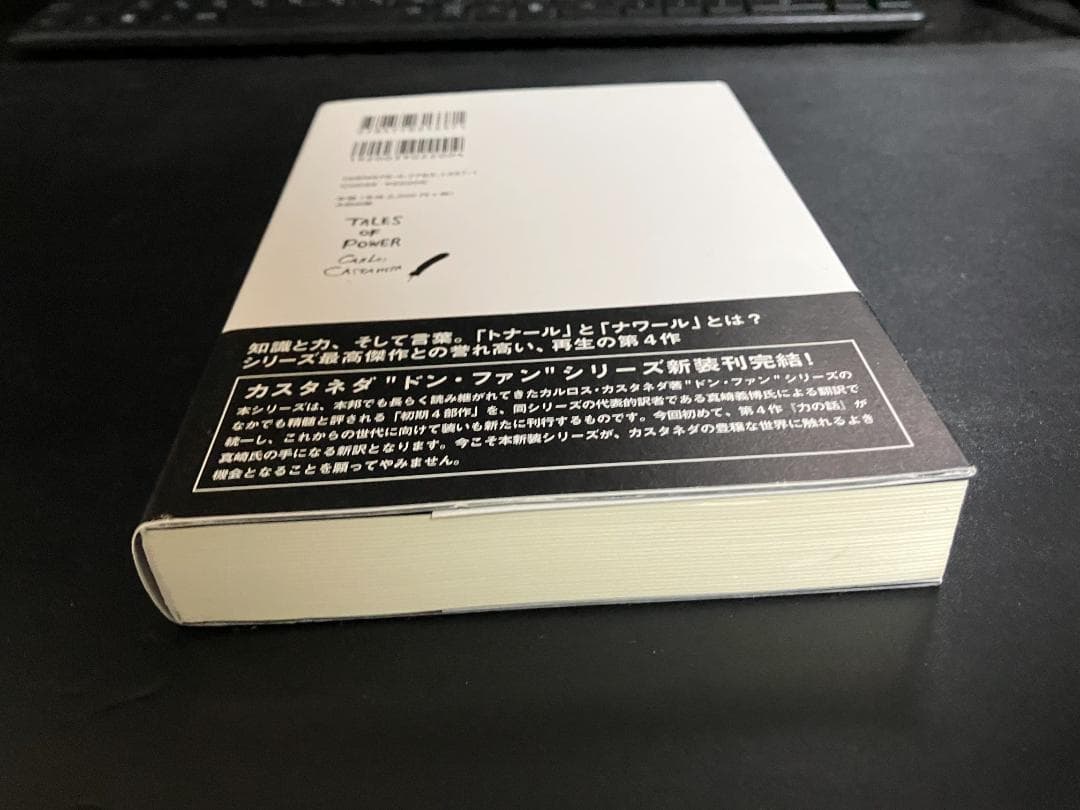 TALES
OF
POWER
CARLOS
CASTANEDA
知識と力、そして言葉。「トナール」と「ナワール」とは？
シリーズ最高傑作との誉れ高い、再生の第4作
カスタネダ"ドン・ファン"シリーズ新装刊完結！
本シリーズは、本邦でも長らく読み継がれてきたカルロス・カスタネダ著"ドン・ファン"シリーズの
なかでも精髄と評される「初期4部作」を、同シリーズの代表的訳者である真崎義博氏による翻訳で
統一し、これからの世代に向けて装いも新たに刊行するものです。今回初めて、第4作『力の話』が
真崎氏の手になる新訳となります。今こそ本新装シリーズが、カスタネダの豊穣な世界に触れるよき
機会となることを願ってやみません。